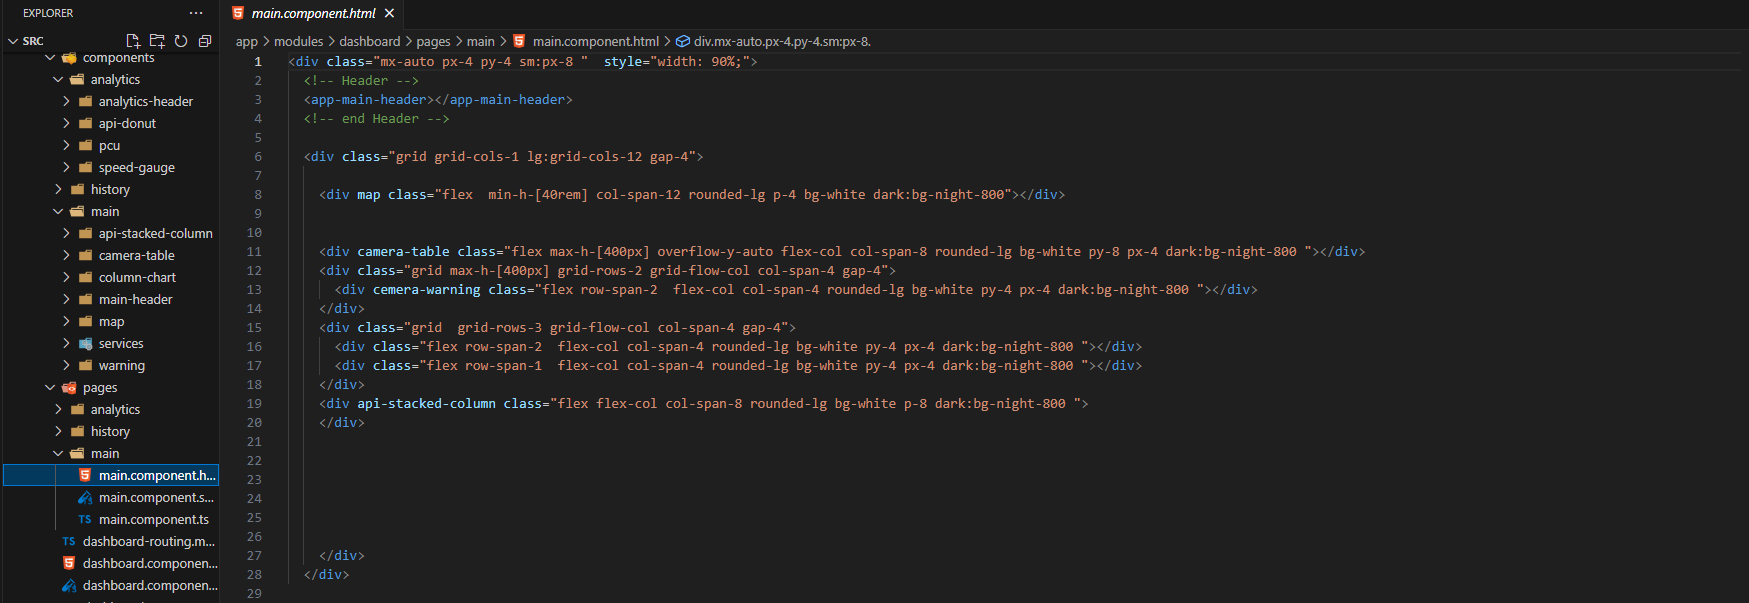 EXPLORER
SRC
components
analytics
analytics-header
api-donut
pcu
speed-gauge
history
main
api-stacked-column
camera-table
column-chart
main-header
map
services
warning
pages
analytics
history
main
main.component.h...
main.component.s...
TS main.component.ts
TS dashboard-routing.m...
dashboard.componen...
dashboard.componen...
main.component.html
app > modules > dashboard > pages > main > main.component.html > div.mx-auto.px-4.py-4.sm:px-8.
1 <div class="mx-auto px-4 py-4 sm:px-8 "  style="width: 90%;">
2 <!-- Header -->
3 <app-main-header></app-main-header>
4 <!-- end Header -->
5
6 <div class="grid grid-cols-1 lg:grid-cols-12 gap-4">
7
8 <div map class="flex  min-h-[40rem] col-span-12 rounded-lg p-4 bg-white dark:bg-night-800"></div>
9
10
11 <div camera-table class="flex max-h-[400px] overflow-y-auto flex-col col-span-8 rounded-lg bg-white py-8 px-4 dark:bg-night-800 "></div>
12 <div class="grid max-h-[400px] grid-rows-2 grid-flow-col col-span-4 gap-4">
13 <div cemera-warning class="flex row-span-2  flex-col col-span-4 rounded-lg bg-white py-4 px-4 dark:bg-night-800 "></div>
14 </div>
15 <div class="grid  grid-rows-3 grid-flow-col col-span-4 gap-4">
16 <div class="flex row-span-2  flex-col col-span-4 rounded-lg bg-white py-4 px-4 dark:bg-night-800 "></div>
17 <div class="flex row-span-1  flex-col col-span-4 rounded-lg bg-white py-4 px-4 dark:bg-night-800 "></div>
18 </div>
19 <div api-stacked-column class="flex flex-col col-span-8 rounded-lg bg-white p-8 dark:bg-night-800 ">
20 </div>
21
22
23
24
25
26
27 </div>
28 </div>
29